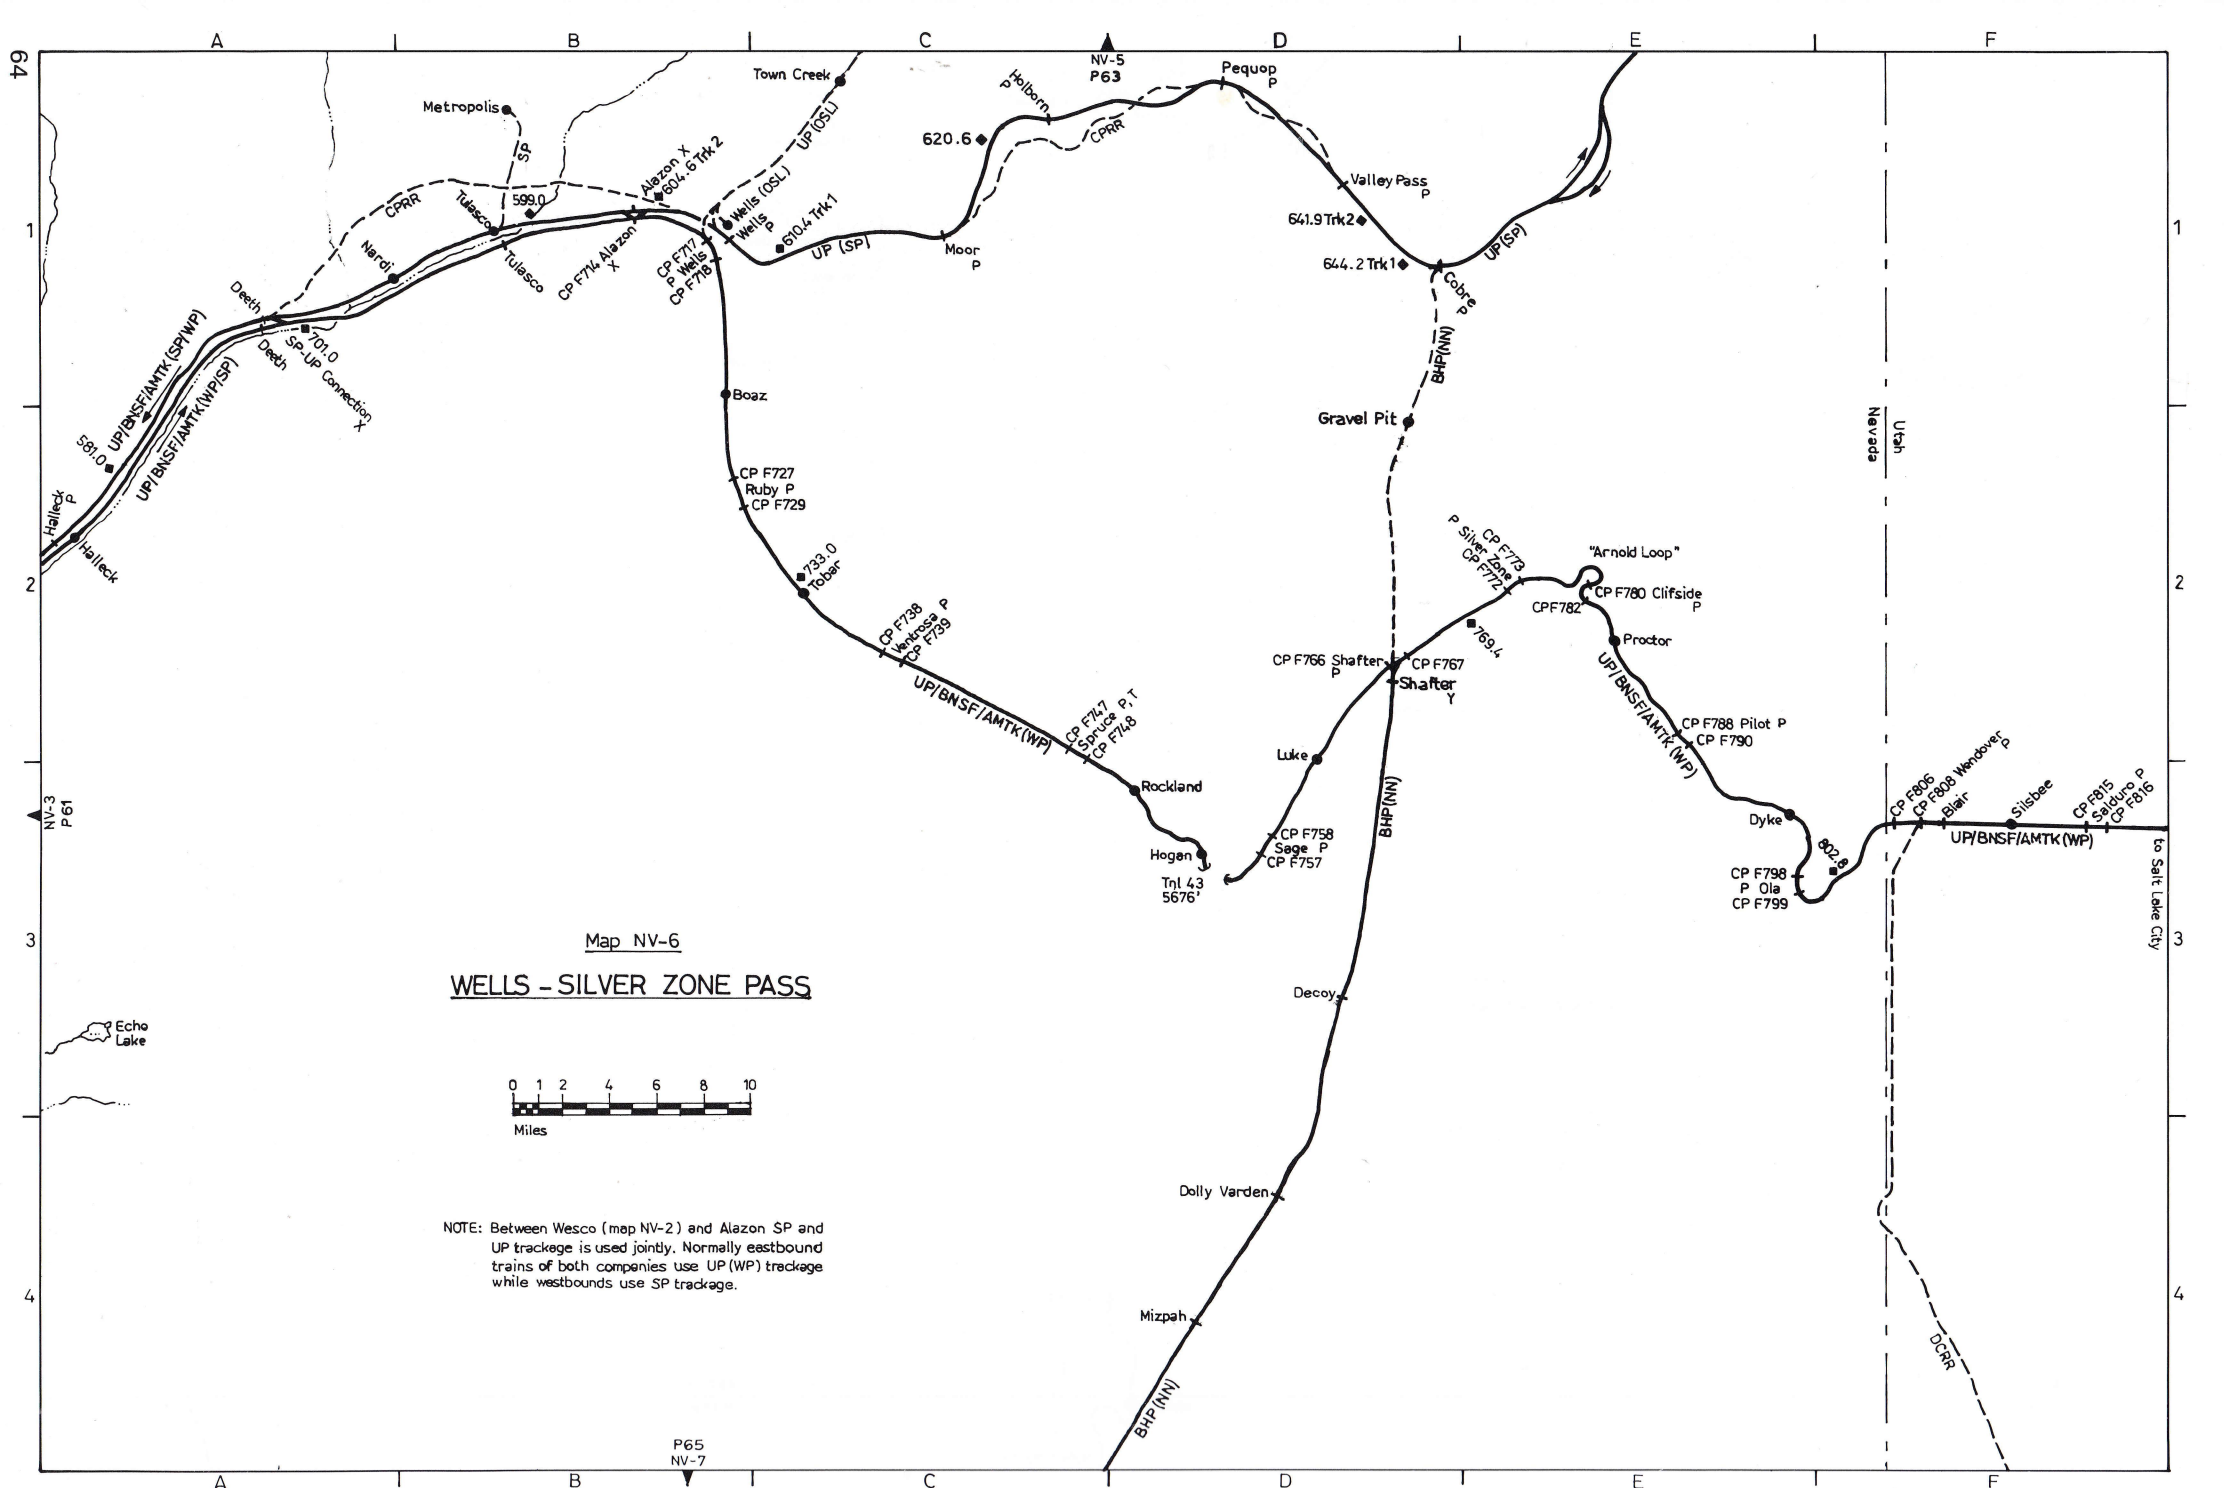 64
A
B
C
D
E
F
NV-5
P63
Pequop
P
Town Creek
Metropolis
SP
UP (OSL)
Holborn
P
620.6
CPRR
Alazon X
604.6 Trk 2
CPRR
Tulasco
599.0
Wells (OSL)
Wells
P
610.4 Trk 1
UP (SP)
Moor
P
Valley Pass
P
641.9 Trk2
644.2 Trk1
Cobre
P
UP (SP)
1
1
Nardi
Tulasco
CP F714 Alazon
X
CP F717
P Wells
CP F718
Deeth
Deeth
701.0
SP-UP Connection
X
UP/BNSF/AMTK (SP/WP)
UP/BNSF/AMTK (WP/SP)
581.0
Halleck
P
Halleck
Boaz
BHP (NN)
Gravel Pit
Nevada
Utah
CP F727
Ruby P
CP F729
733.0
Tobar
2
2
CP F773
P Silver Zone
CP F772
"Arnold Loop"
CP F780 Clifside
P
CP F782
Proctor
769.4
CP F738
Ventrosa P
CP F739
CP F766 Shafter
P
CP F767
Shafter
Y
UP/BNSF/AMTK (WP)
UP/BNSF/AMTK (WP)
CP F747
Spruce P,T
CP F748
CP F788 Pilot P
CP F790
Luke
Rockland
Hogan
Tnl 43
5676'
CP F758
Sage P
CP F757
BHP (NN)
Dyke
802.8
CP F798
P Ola
CP F799
CP F806
CP F808 Wendover
P
Blair
Silsbee
CP F815
Salduro P
CP F816
UP/BNSF/AMTK (WP)
to Salt Lake City
NV-3
P61
3
3
Map NV-6
WELLS – SILVER ZONE PASS
Decoy
Echo
Lake
0 1 2 4 6 8 10
Miles
Dolly Varden
NOTE: Between Wesco (map NV-2) and Alazon SP and
UP trackage is used jointly. Normally eastbound
trains of both companies use UP (WP) trackage
while westbounds use SP trackage.
4
4
Mizpah
BHP (NN)
DCRR
P65
NV-7
A
B
C
D
E
F